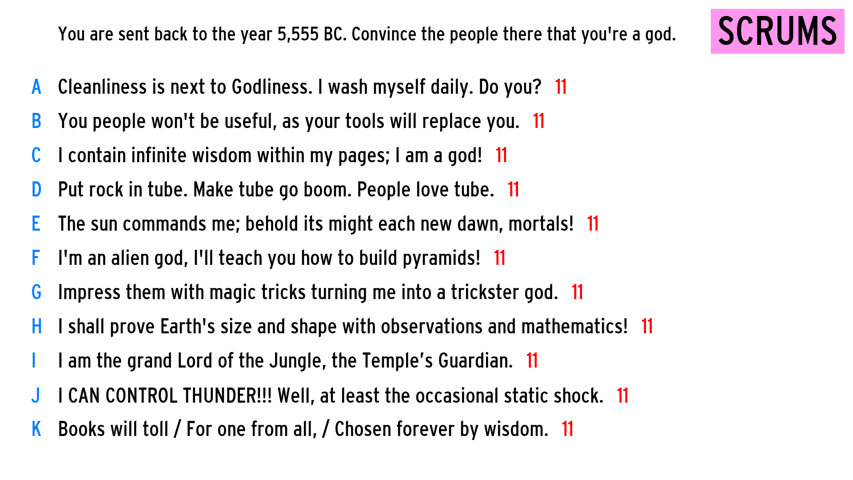 You are sent back to the year 5,555 BC. Convince the people there that you're a god.
SCRUMS
A Cleanliness is next to Godliness. I wash myself daily. Do you? 11
B You people won't be useful, as your tools will replace you. 11
C I contain infinite wisdom within my pages; I am a god! 11
D Put rock in tube. Make tube go boom. People love tube. 11
E The sun commands me; behold its might each new dawn, mortals! 11
F I'm an alien god, I'll teach you how to build pyramids! 11
G Impress them with magic tricks turning me into a trickster god. 11
H I shall prove Earth's size and shape with observations and mathematics! 11
I I am the grand Lord of the Jungle, the Temple’s Guardian. 11
J I CAN CONTROL THUNDER!!! Well, at least the occasional static shock. 11
K Books will toll / For one from all, / Chosen forever by wisdom. 11